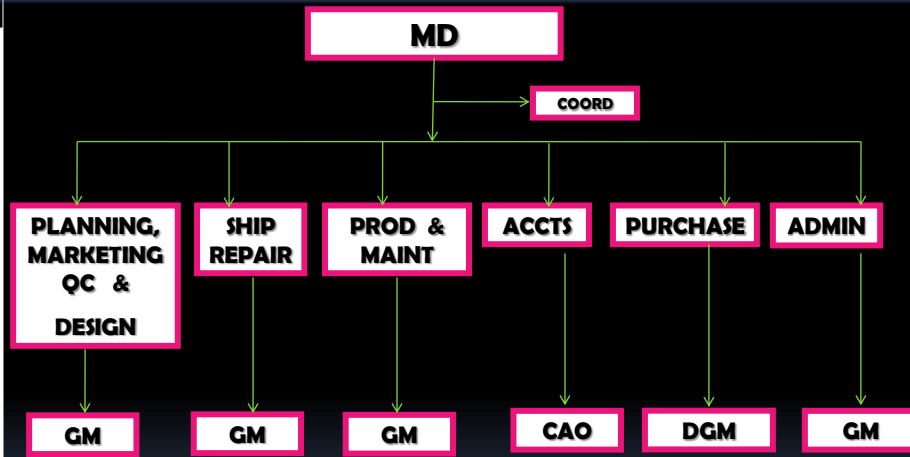 MD
COORD
PLANNING,
MARKETING
QC &
DESIGN
SHIP
REPAIR
PROD &
MAINT
ACCTS
PURCHASE
ADMIN
GM
GM
GM
CAO
DGM
GM